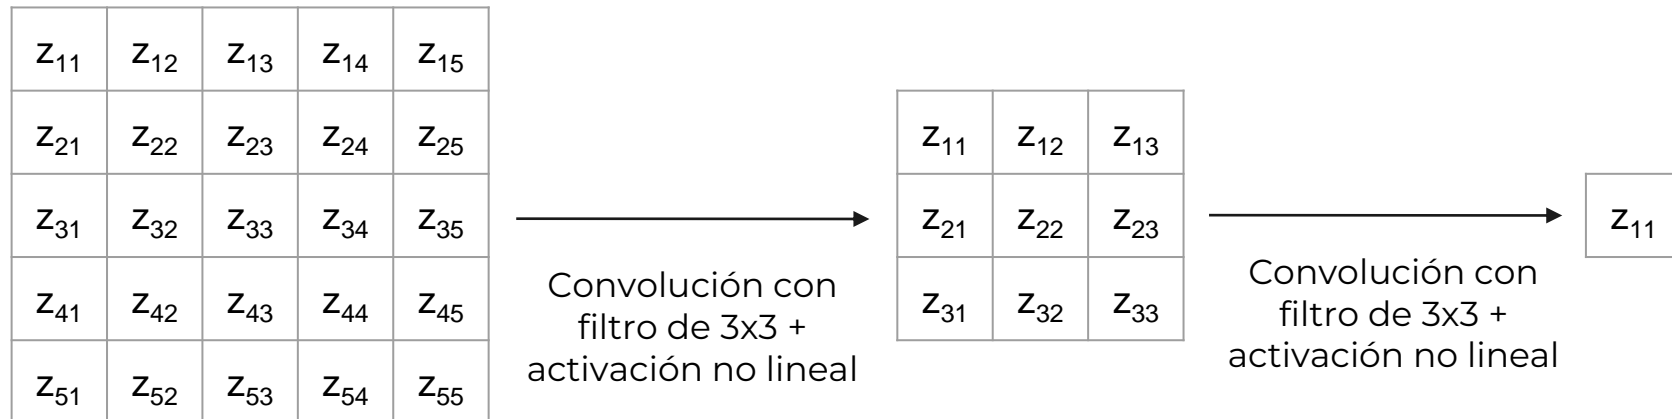 z₁₁ z₁₂ z₁₃ z₁₄ z₁₅
z₂₁ z₂₂ z₂₃ z₂₄ z₂₅
z₃₁ z₃₂ z₃₃ z₃₄ z₃₅
z₄₁ z₄₂ z₄₃ z₄₄ z₄₅
z₅₁ z₅₂ z₅₃ z₅₄ z₅₅
Convolución con
filtro de 3x3 +
activación no lineal
z₁₁ z₁₂ z₁₃
z₂₁ z₂₂ z₂₃
z₃₁ z₃₂ z₃₃
Convolución con
filtro de 3x3 +
activación no lineal
z₁₁